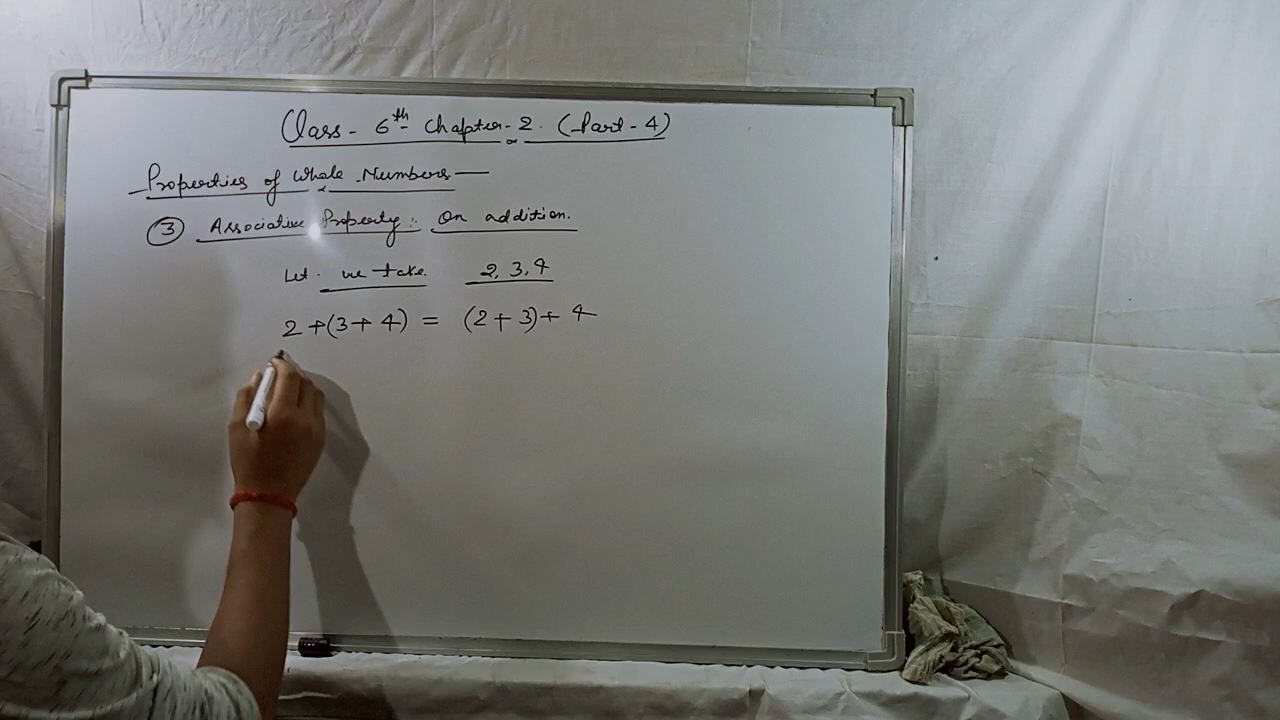 Class - 6th Chapter - 2. (Part - 4)
Properties of Whole Numbers —
③ Associative Property: On addition.
Let we take 2, 3, 4
2 + (3 + 4) = (2 + 3) + 4